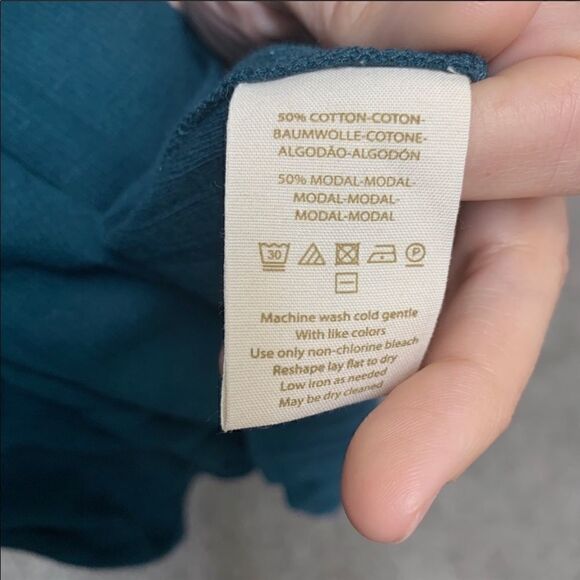 50% COTTON-COTON-
BAUMWOLLE-COTONE-
ALGODÃO-ALGODÓN
50% MODAL-MODAL-
MODAL-MODAL-
MODAL-MODAL
30 P
Machine wash cold gentle
With like colors
Use only non-chlorine bleach
Reshape lay flat to dry
Low iron as needed
May be dry cleaned